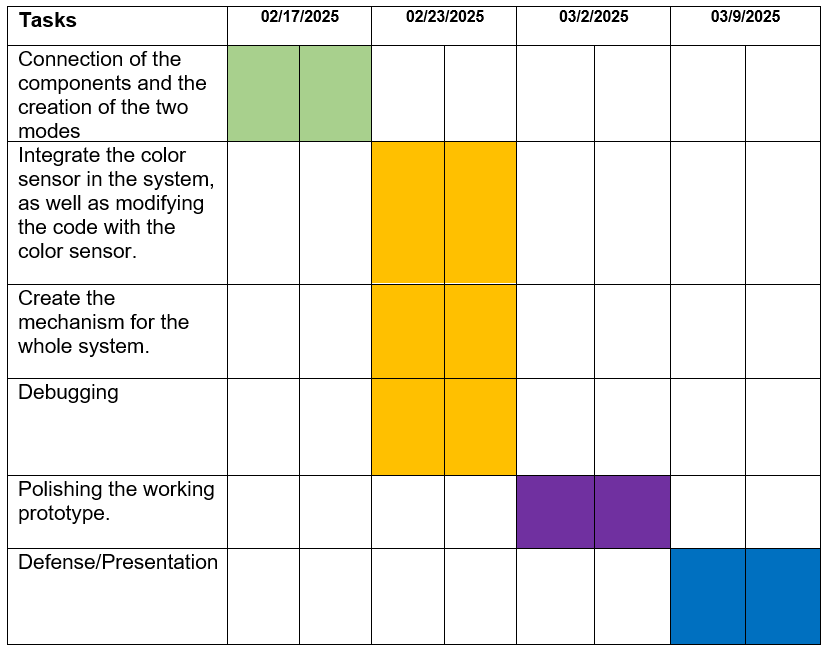 Tasks 02/17/2025 02/23/2025 03/2/2025 03/9/2025
Connection of the
components and the
creation of the two
modes
Integrate the color
sensor in the system,
as well as modifying
the code with the
color sensor.
Create the
mechanism for the
whole system.
Debugging
Polishing the working
prototype.
Defense/Presentation